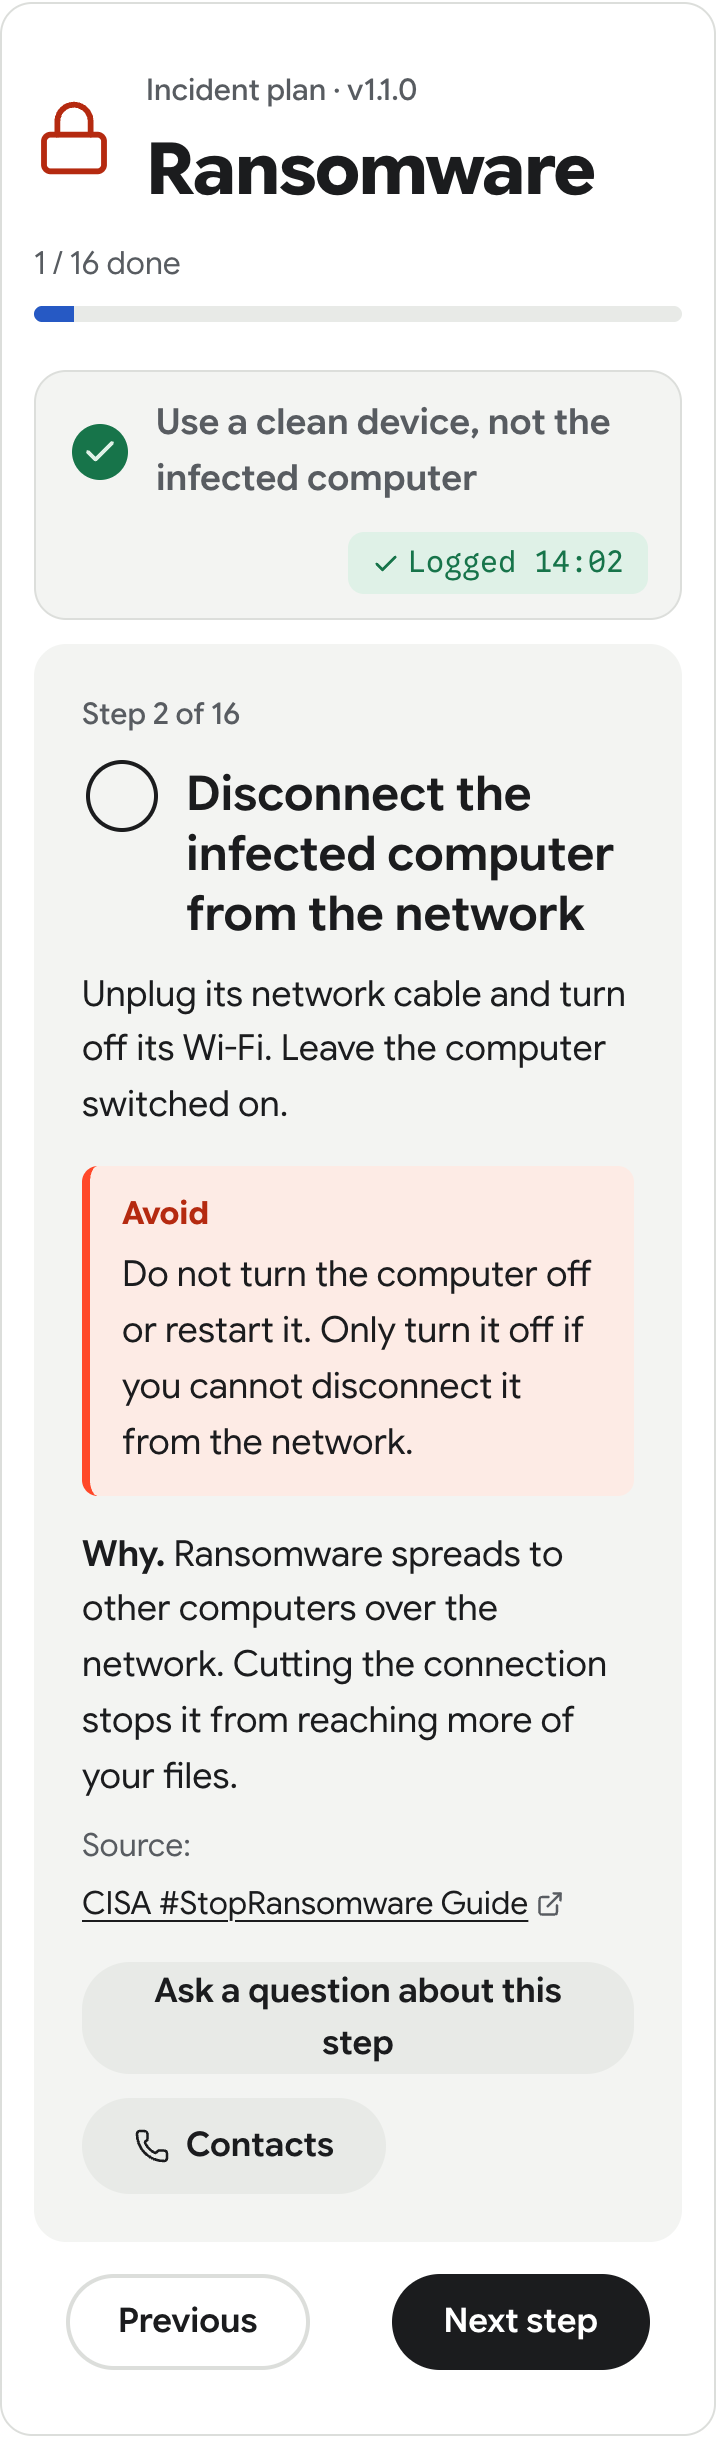 Incident plan · v1.1.0
Ransomware
1 / 16 done
Use a clean device, not the
infected computer
Logged 14:02
Step 2 of 16
Disconnect the
infected computer
from the network
Unplug its network cable and turn
off its Wi-Fi. Leave the computer
switched on.
Avoid
Do not turn the computer off
or restart it. Only turn it off if
you cannot disconnect it
from the network.
Why. Ransomware spreads to
other computers over the
network. Cutting the connection
stops it from reaching more of
your files.
Source:
CISA #StopRansomware Guide
Ask a question about this
step
Contacts
Previous
Next step